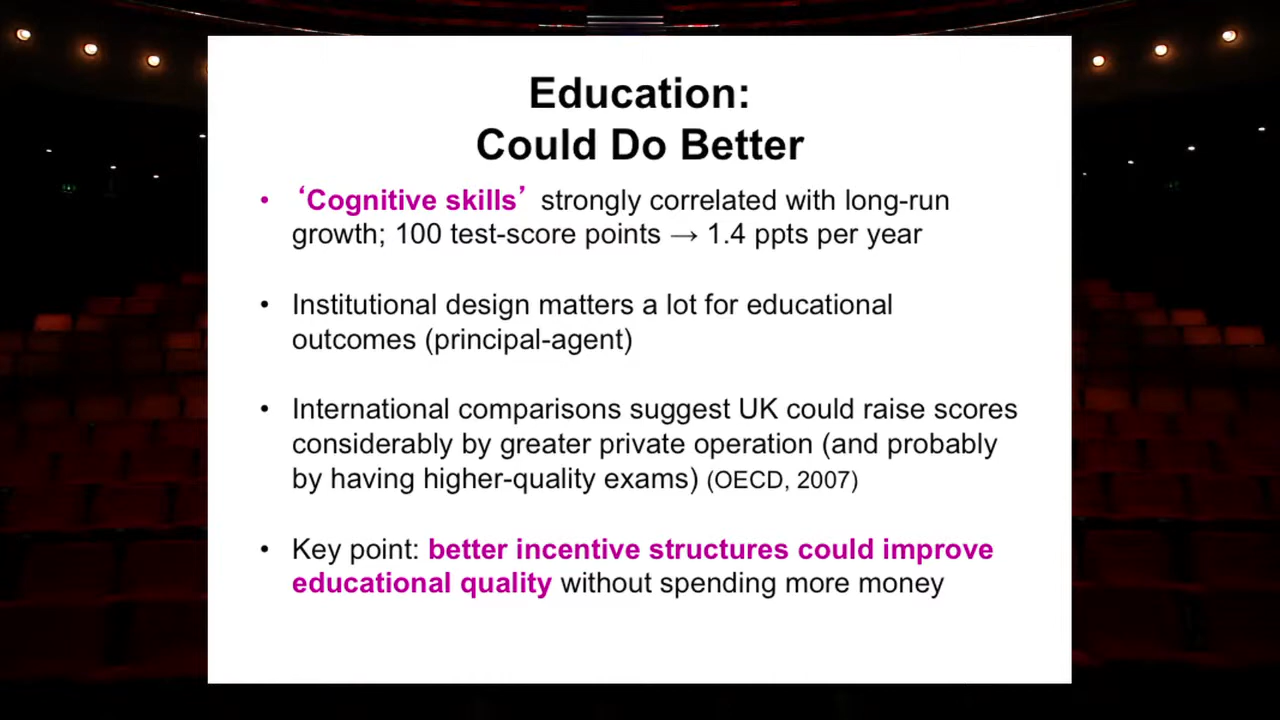 Education:
Could Do Better
• ‘Cognitive skills’ strongly correlated with long-run
growth; 100 test-score points → 1.4 ppts per year
• Institutional design matters a lot for educational
outcomes (principal-agent)
• International comparisons suggest UK could raise scores
considerably by greater private operation (and probably
by having higher-quality exams) (OECD, 2007)
• Key point: better incentive structures could improve
educational quality without spending more money